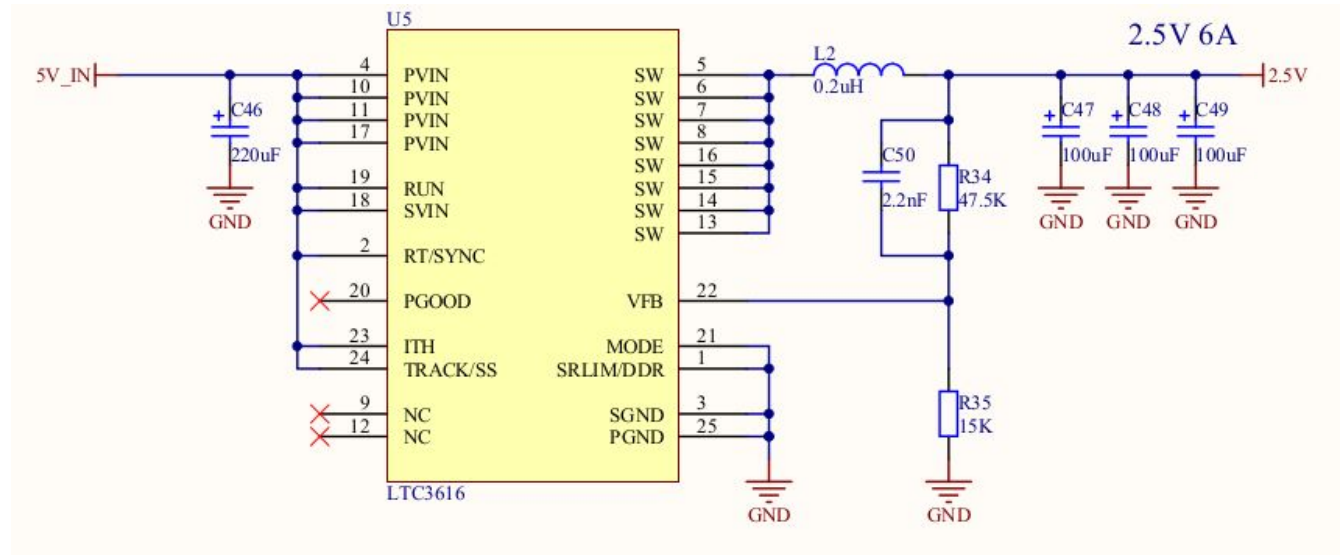 U5
2.5V 6A
5V_IN
4 PVIN
10 PVIN
11 PVIN
17 PVIN
19 RUN
18 SVIN
2 RT/SYNC
20 PGOOD
23 ITH
24 TRACK/SS
9 NC
12 NC
SW 5
SW 6
SW 7
SW 8
SW 16
SW 15
SW 14
SW 13
VFB 22
MODE 21
SRLIM/DDR 1
SGND 3
PGND 25
LTC3616
C46
220uF
GND
L2
0.2uH
C50
2.2nF
R34
47.5K
C47
100uF
GND
C48
100uF
GND
C49
100uF
GND
2.5V
R35
15K
GND
GND